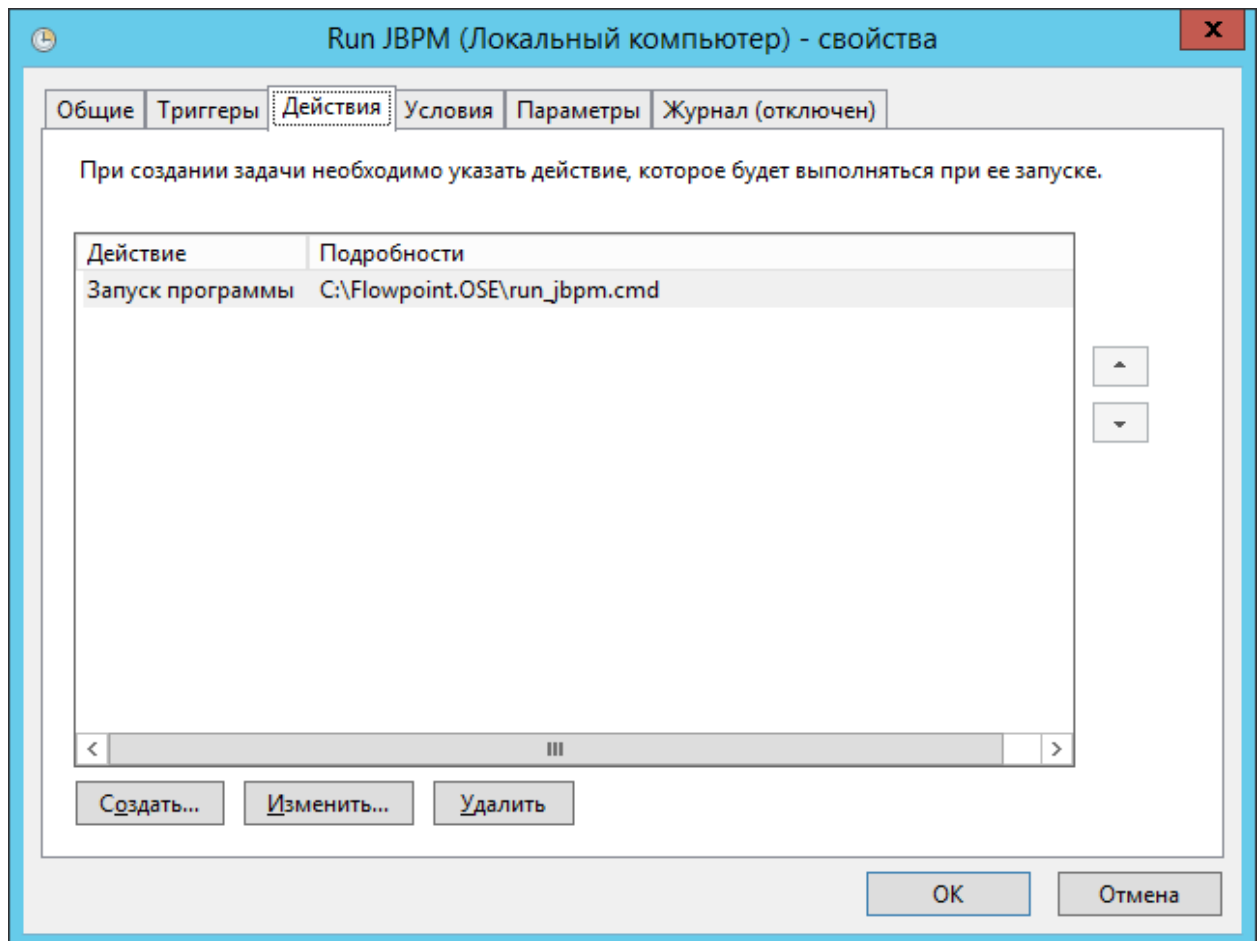 Run JBPM (Локальный компьютер) - свойства
x
Общие Триггеры Действия Условия Параметры Журнал (отключен)
При создании задачи необходимо указать действие, которое будет выполняться при ее запуске.
Действие Подробности
Запуск программы C:\Flowpoint.OSE\run_jbpm.cmd
Создать... Изменить... Удалить
ОК Отмена